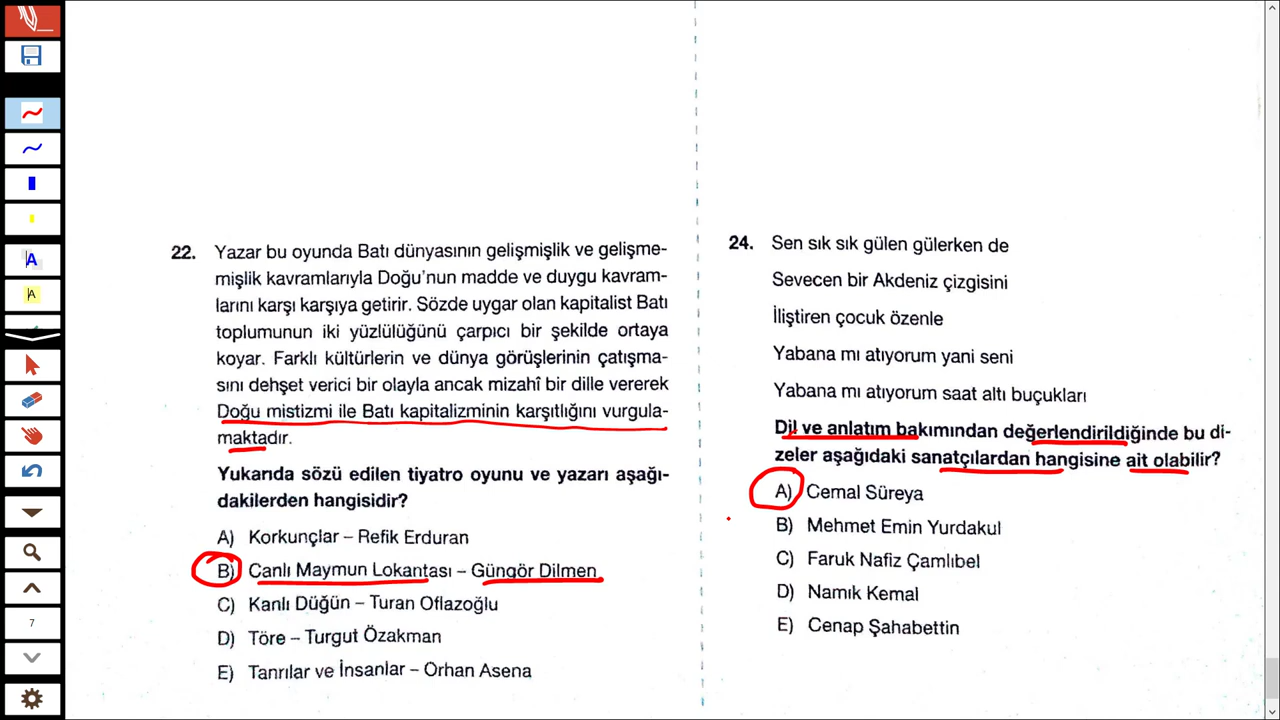 22. Yazar bu oyunda Batı dünyasının gelişmişlik ve gelişme-
mişlik kavramlarıyla Doğu'nun madde ve duygu kavram-
larını karşı karşıya getirir. Sözde uygar olan kapitalist Batı
toplumunun iki yüzlülüğünü çarpıcı bir şekilde ortaya
koyar. Farklı kültürlerin ve dünya görüşlerinin çatışma-
sını dehşet verici bir olayla ancak mizahî bir dille vererek
Doğu mistizmi ile Batı kapitalizminin karşıtlığını vurgula-
maktadır.
Yukarıda sözü edilen tiyatro oyunu ve yazarı aşağı-
dakilerden hangisidir?
A) Korkunçlar – Refik Erduran
B) Canlı Maymun Lokantası – Güngör Dilmen
C) Kanlı Düğün – Turan Oflazoğlu
D) Töre – Turgut Özakman
E) Tanrılar ve İnsanlar – Orhan Asena
24. Sen sık sık gülen gülerken de
Sevecen bir Akdeniz çizgisini
İliştiren çocuk özenle
Yabana mı atıyorum yani seni
Yabana mı atıyorum saat altı buçukları
Dil ve anlatım bakımından değerlendirildiğinde bu di-
zeler aşağıdaki sanatçılardan hangisine ait olabilir?
A) Cemal Süreya
B) Mehmet Emin Yurdakul
C) Faruk Nafiz Çamlıbel
D) Namık Kemal
E) Cenap Şahabettin
A
A
7